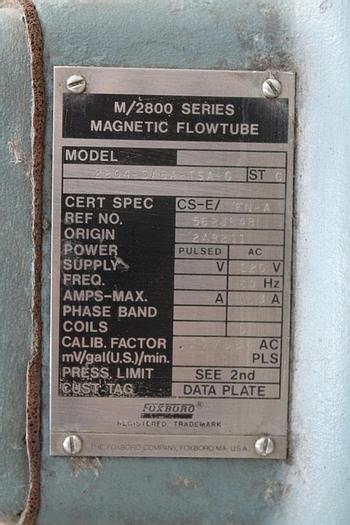 M/2800 SERIES
MAGNETIC FLOWTUBE
MODEL
ST
CERT SPEC CS-E/
REF NO.
ORIGIN
POWER PULSED AC
SUPPLY V 120 V
FREQ. Hz
AMPS-MAX. A A
PHASE BAND
COILS
CALIB. FACTOR AC
mV/gal(U.S.)/min. PLS
PRESS. LIMIT SEE 2nd
CUST TAG DATA PLATE
FOXBORO®
REGISTERED TRADEMARK
THE FOXBORO COMPANY, FOXBORO MA. U.S.A.